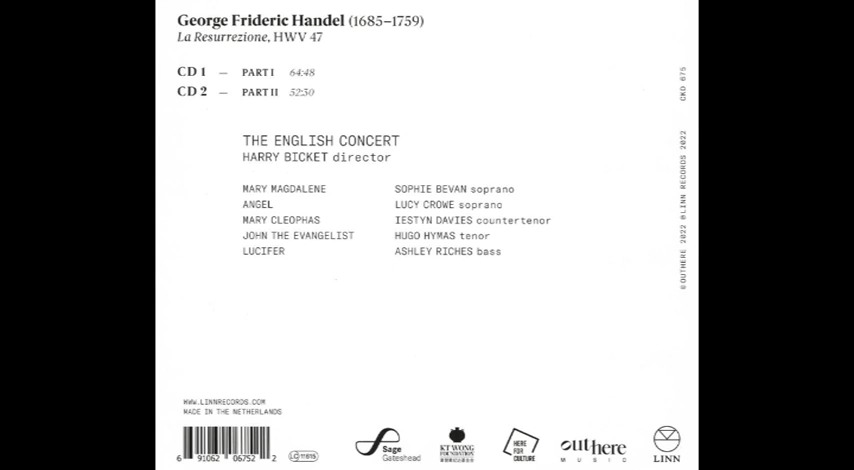 George Frideric Handel (1685–1759)
La Resurrezione, HWV 47
CD 1 – PART I 64:48
CD 2 – PART II 52:50
THE ENGLISH CONCERT
HARRY BICKET director
MARY MAGDALENE SOPHIE BEVAN soprano
ANGEL LUCY CROWE soprano
MARY CLEOPHAS IESTYN DAVIES countertenor
JOHN THE EVANGELIST HUGO HYMAS tenor
LUCIFER ASHLEY RICHES bass
℗ OUTHERE 2022 © LINN RECORDS 2022 CKD 675
WWW.LINNRECORDS.COM
MADE IN THE NETHERLANDS
6 91062 06752 2
LC 11615
Sage
Gateshead
KT WONG
FOUNDATION
HERE
FOR
CULTURE
outhere
MUSIC
LINN